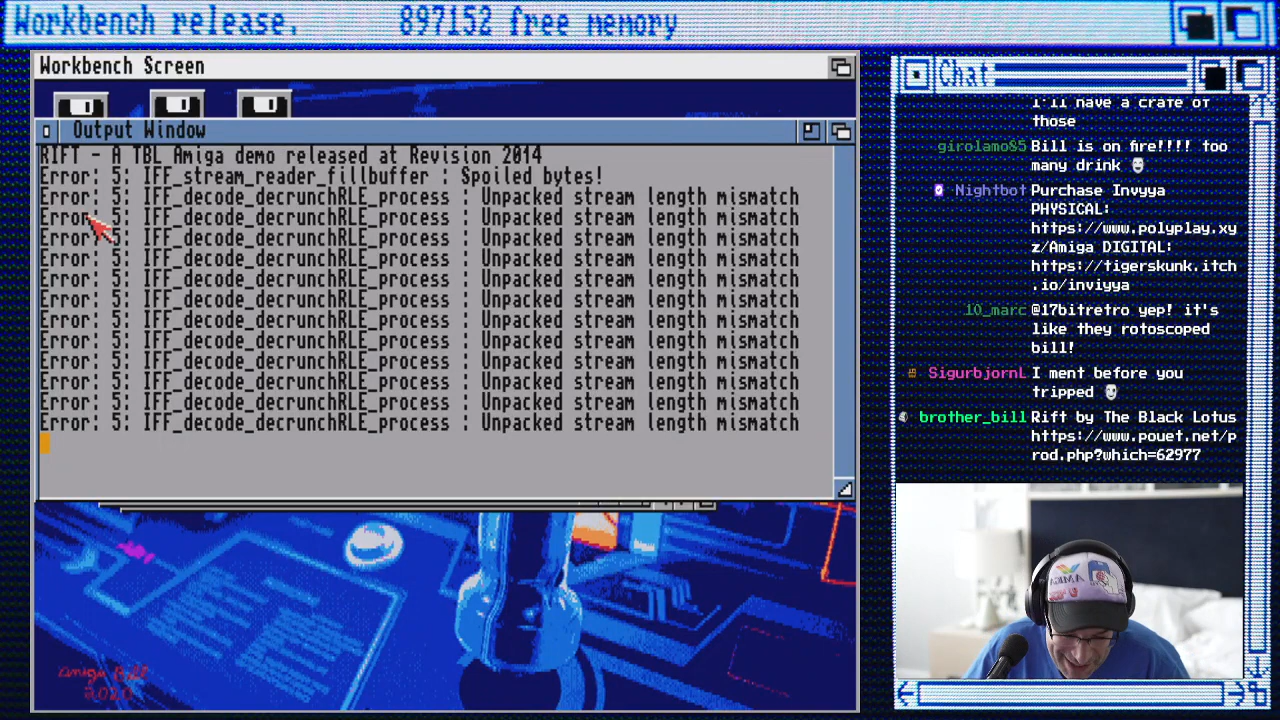 Workbench release.    897152 free memory
Workbench Screen
Output Window
RIFT - A TBL Amiga demo released at Revision 2014
Error: 5: IFF_stream_reader_fillbuffer : Spoiled bytes!
Error: 5: IFF_decode_decrunchRLE_process : Unpacked stream length mismatch
Error: 5: IFF_decode_decrunchRLE_process : Unpacked stream length mismatch
Error: 5: IFF_decode_decrunchRLE_process : Unpacked stream length mismatch
Error: 5: IFF_decode_decrunchRLE_process : Unpacked stream length mismatch
Error: 5: IFF_decode_decrunchRLE_process : Unpacked stream length mismatch
Error: 5: IFF_decode_decrunchRLE_process : Unpacked stream length mismatch
Error: 5: IFF_decode_decrunchRLE_process : Unpacked stream length mismatch
Error: 5: IFF_decode_decrunchRLE_process : Unpacked stream length mismatch
Error: 5: IFF_decode_decrunchRLE_process : Unpacked stream length mismatch
Error: 5: IFF_decode_decrunchRLE_process : Unpacked stream length mismatch
Error: 5: IFF_decode_decrunchRLE_process : Unpacked stream length mismatch
Error: 5: IFF_decode_decrunchRLE_process : Unpacked stream length mismatch
Amiga Bill
2020
Chat
I'll have a crate of
those
girolamo85 Bill is on fire!!!! too
many drink
Nightbot Purchase Invyya
PHYSICAL:
https://www.polyplay.xy
z/Amiga DIGITAL:
https://tigerskunk.itch
.io/inviyya
10_marc @17bitretro yep! it's
like they rotoscoped
bill!
SigurbjornL I ment before you
tripped
brother_bill Rift by The Black Lotus
https://www.pouet.net/p
rod.php?which=62977